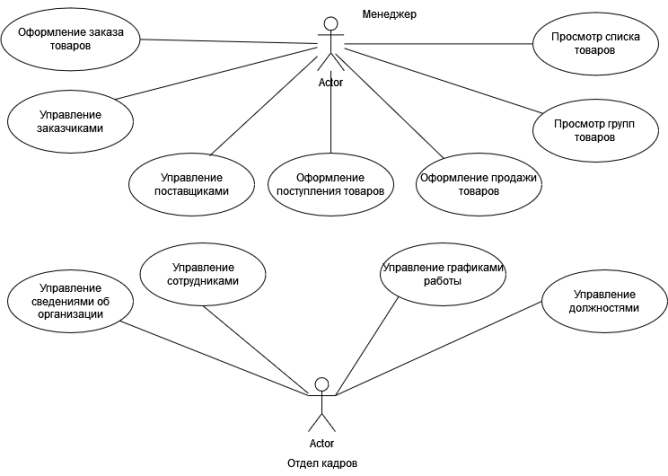 Менеджер
Оформление заказа
товаров
Просмотр списка
товаров
Actor
Управление
заказчиками
Просмотр групп
товаров
Управление
поставщиками
Оформление
поступления товаров
Оформление продажи
товаров
Управление
сведениями об
организации
Управление
сотрудниками
Управление графиками
работы
Управление
должностями
Actor
Отдел кадров